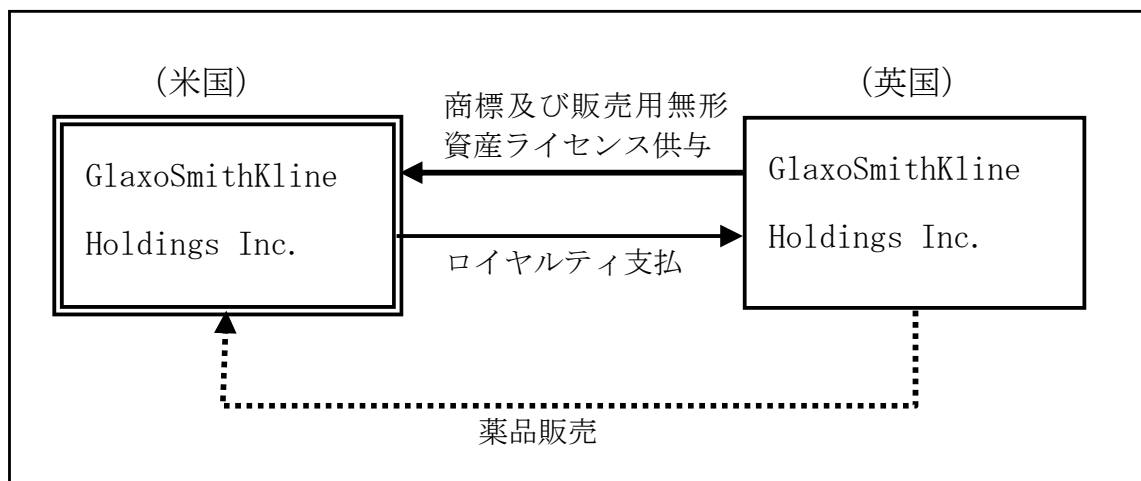 (米国)
(英国)
商標及び販売用無形
資産ライセンス供与
GlaxoSmithKline
Holdings Inc.
GlaxoSmithKline
Holdings Inc.
ロイヤルティ支払
薬品販売